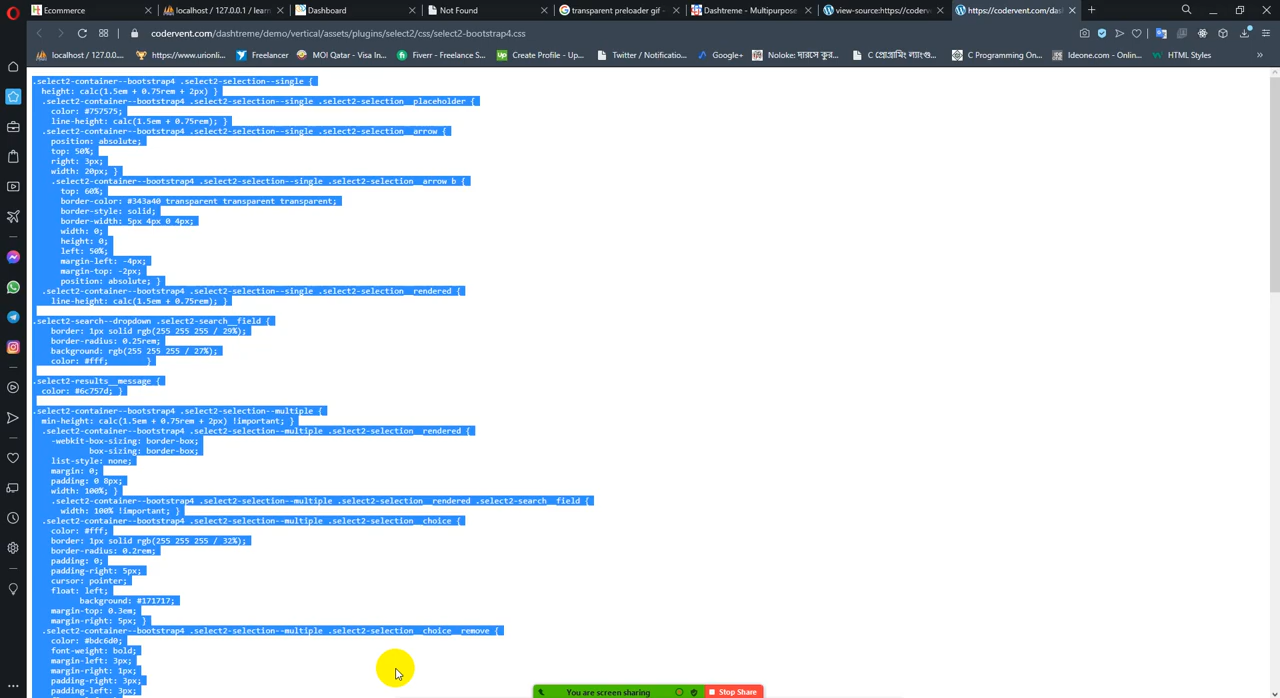 Ecommerce
localhost / 127.0.0.1 / learn
Dashboard
Not Found
transparent preloader gif -
Dashtreme - Multipurpose
view-source:https://coderv
https://codervent.com/das
codervent.com/dashtreme/demo/vertical/assets/plugins/select2/css/select2-bootstrap4.css
localhost / 127.0.0....
https://www.urionli...
Freelancer
MOI Qatar - Visa In...
Fiverr - Freelance S...
Create Profile - Up...
Twitter / Notificatio...
Google+
C Programming On...
Ideone.com - Onlin...
HTML Styles
.select2-container--bootstrap4 .select2-selection--single {
height: calc(1.5em + 0.75rem + 2px) }
.select2-container--bootstrap4 .select2-selection--single .select2-selection__placeholder {
color: #757575;
line-height: calc(1.5em + 0.75rem); }
.select2-container--bootstrap4 .select2-selection--single .select2-selection__arrow {
position: absolute;
top: 50%;
right: 3px;
width: 20px; }
.select2-container--bootstrap4 .select2-selection--single .select2-selection__arrow b {
top: 60%;
border-color: #343a40 transparent transparent transparent;
border-style: solid;
border-width: 5px 4px 0 4px;
width: 0;
height: 0;
left: 50%;
margin-left: -4px;
margin-top: -2px;
position: absolute; }
.select2-container--bootstrap4 .select2-selection--single .select2-selection__rendered {
line-height: calc(1.5em + 0.75rem); }
.select2-search--dropdown .select2-search__field {
border: 1px solid rgb(255 255 255 / 29%);
border-radius: 0.25rem;
background: rgb(255 255 255 / 27%);
color: #fff; }
.select2-results__message {
color: #6c757d; }
.select2-container--bootstrap4 .select2-selection--multiple {
min-height: calc(1.5em + 0.75rem + 2px) !important; }
.select2-container--bootstrap4 .select2-selection--multiple .select2-selection__rendered {
-webkit-box-sizing: border-box;
box-sizing: border-box;
list-style: none;
margin: 0;
padding: 0 8px;
width: 100%; }
.select2-container--bootstrap4 .select2-selection--multiple .select2-selection__rendered .select2-search__field {
width: 100% !important; }
.select2-container--bootstrap4 .select2-selection--multiple .select2-selection__choice {
color: #fff;
border: 1px solid rgb(255 255 255 / 32%);
border-radius: 0.2rem;
padding: 0;
padding-right: 5px;
cursor: pointer;
float: left;
background: #171717;
margin-top: 0.3em;
margin-right: 5px; }
.select2-container--bootstrap4 .select2-selection--multiple .select2-selection__choice__remove {
color: #bdc6d0;
font-weight: bold;
margin-left: 3px;
margin-right: 1px;
padding-right: 3px;
padding-left: 3px;
You are screen sharing
Stop Share